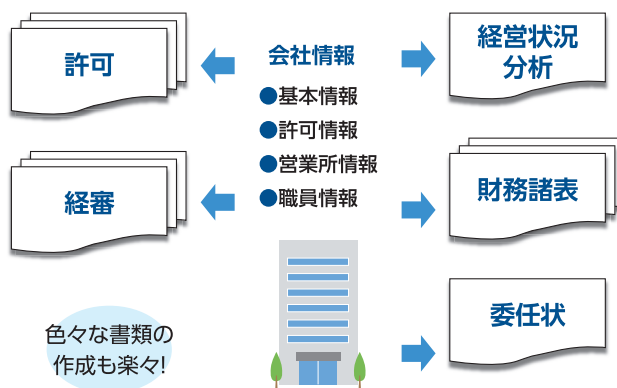 許可
経審
色々な書類の
作成も楽々!
会社情報
●基本情報
●許可情報
●営業所情報
●職員情報
経営状況
分析
財務諸表
委任状